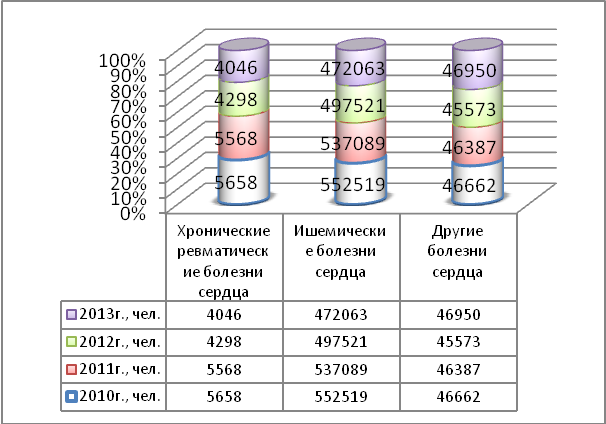 100%
90%
80%
70%
60%
50%
40%
30%
20%
10%
0%
4046 472063 46950
4298 497521 45573
5568 537089 46387
5658 552519 46662
Хронические
ревматическ
ие болезни
сердца
Ишемически
е болезни
сердца
Другие
болезни
сердца
2013г., чел. 4046 472063 46950
2012г., чел. 4298 497521 45573
2011г., чел. 5568 537089 46387
2010г., чел. 5658 552519 46662